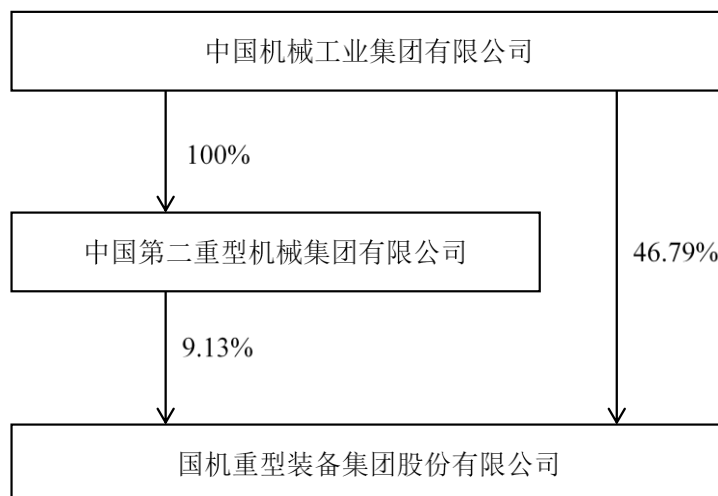 中国机械工业集团有限公司
100%
中国第二重型机械集团有限公司
46.79%
9.13%
国机重型装备集团股份有限公司